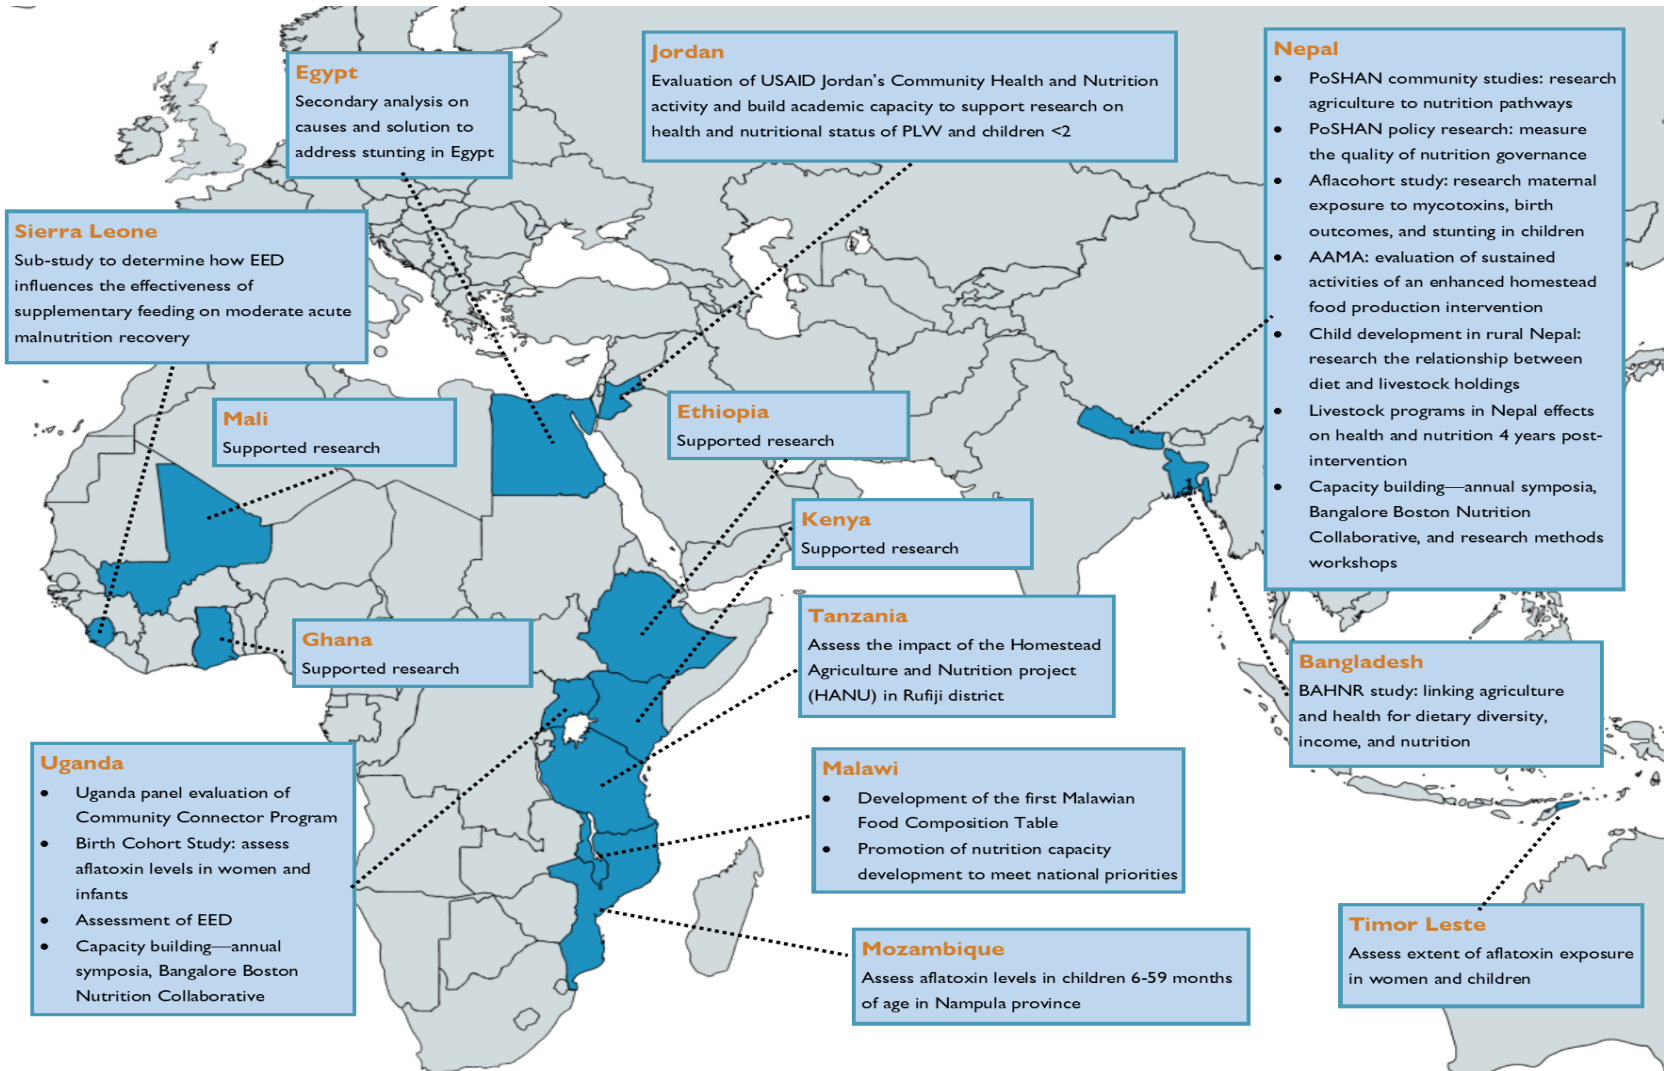 Egypt
Secondary analysis on
causes and solution to
address stunting in Egypt
Jordan
Evaluation of USAID Jordan's Community Health and Nutrition
activity and build academic capacity to support research on
health and nutritional status of PLW and children <2
Nepal
• PoSHAN community studies: research
agriculture to nutrition pathways
• PoSHAN policy research: measure
the quality of nutrition governance
• Aflacohort study: research maternal
exposure to mycotoxins, birth
outcomes, and stunting in children
• AAMA: evaluation of sustained
activities of an enhanced homestead
food production intervention
• Child development in rural Nepal:
research the relationship between
diet and livestock holdings
• Livestock programs in Nepal effects
on health and nutrition 4 years post-
intervention
• Capacity building—annual symposia,
Bangalore Boston Nutrition
Collaborative, and research methods
workshops
Sierra Leone
Sub-study to determine how EED
influences the effectiveness of
supplementary feeding on moderate acute
malnutrition recovery
Mali
Supported research
Ethiopia
Supported research
Kenya
Supported research
Ghana
Supported research
Tanzania
Assess the impact of the Homestead
Agriculture and Nutrition project
(HANU) in Rufiji district
Bangladesh
BAHNR study: linking agriculture
and health for dietary diversity,
income, and nutrition
Uganda
• Uganda panel evaluation of
Community Connector Program
• Birth Cohort Study: assess
aflatoxin levels in women and
infants
• Assessment of EED
• Capacity building—annual
symposia, Bangalore Boston
Nutrition Collaborative
Malawi
• Development of the first Malawian
Food Composition Table
• Promotion of nutrition capacity
development to meet national priorities
Mozambique
Assess aflatoxin levels in children 6-59 months
of age in Nampula province
Timor Leste
Assess extent of aflatoxin exposure
in women and children